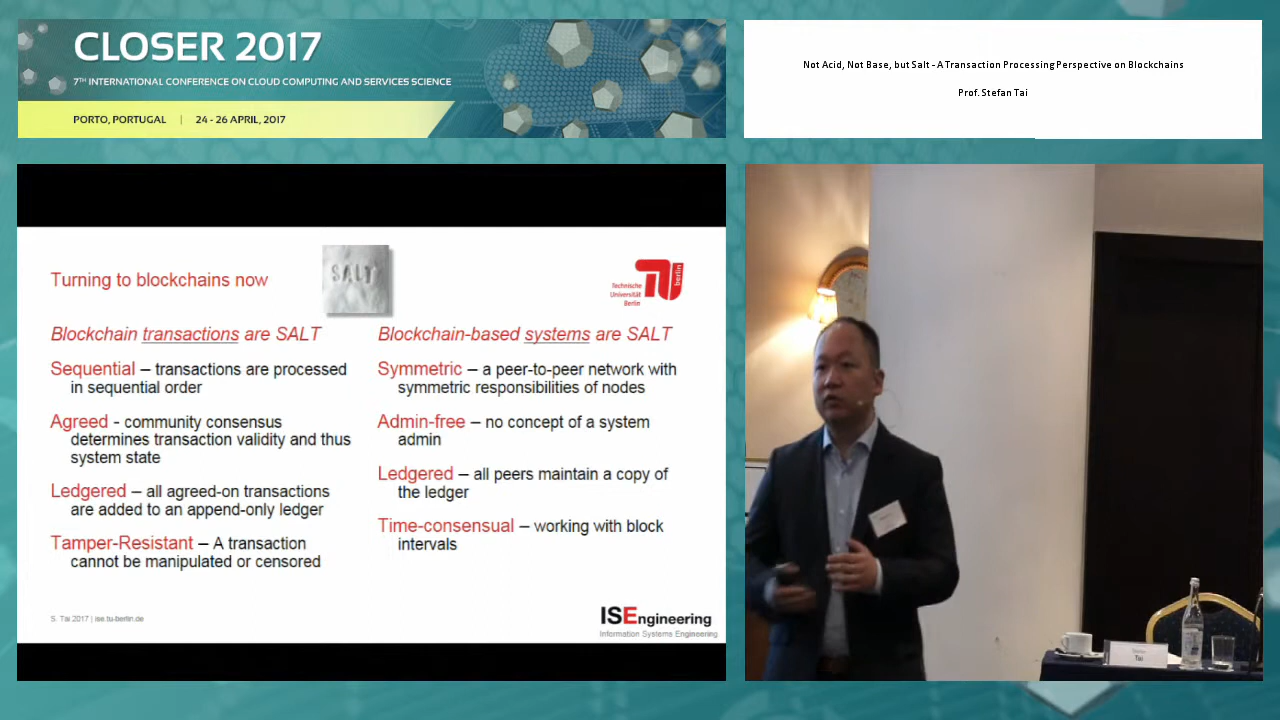 CLOSER 2017
7TH INTERNATIONAL CONFERENCE ON CLOUD COMPUTING AND SERVICES SCIENCE
PORTO, PORTUGAL | 24 - 26 APRIL, 2017
Not Acid, Not Base, but Salt - A Transaction Processing Perspective on Blockchains
Prof. Stefan Tai
Turning to blockchains now
SALT
Technische
Universität
Berlin
berlin
Blockchain transactions are SALT
Sequential – transactions are processed
in sequential order
Agreed - community consensus
determines transaction validity and thus
system state
Ledgered – all agreed-on transactions
are added to an append-only ledger
Tamper-Resistant – A transaction
cannot be manipulated or censored
Blockchain-based systems are SALT
Symmetric – a peer-to-peer network with
symmetric responsibilities of nodes
Admin-free – no concept of a system
admin
Ledgered – all peers maintain a copy of
the ledger
Time-consensual – working with block
intervals
S. Tai 2017 | ise.tu-berlin.de
ISEngineering
Information Systems Engineering
Stefan
Tai